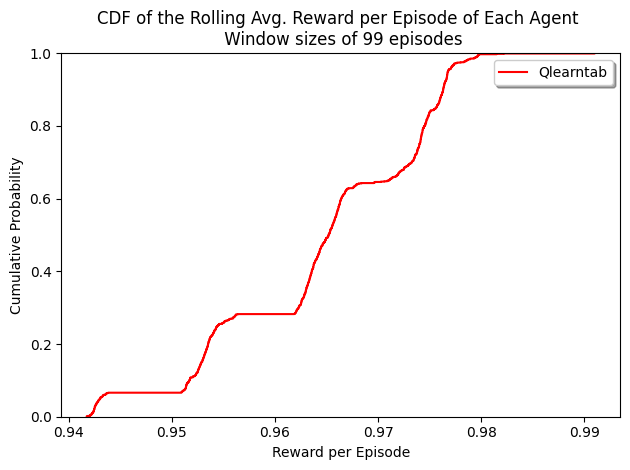 CDF of the Rolling Avg. Reward per Episode of Each Agent
Window sizes of 99 episodes
Qlearntab
1.0
0.8
0.6
0.4
0.2
0.0
Cumulative Probability
0.94 0.95 0.96 0.97 0.98 0.99
Reward per Episode